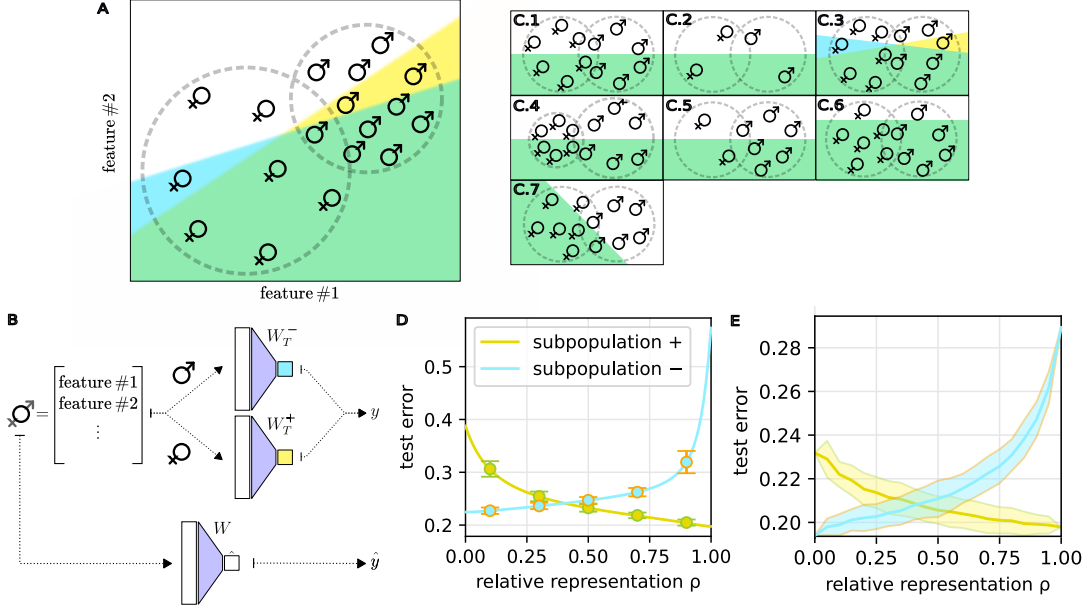 A
feature #2
feature #1
C.1
C.2
C.3
C.4
C.5
C.6
C.7
B
=
feature #1
feature #2
⋮
W_T^-
W_T^+
y
W
ŷ
D
subpopulation +
subpopulation −
test error
0.5
0.4
0.3
0.2
0.00 0.25 0.50 0.75 1.00
relative representation ρ
E
test error
0.28
0.26
0.24
0.22
0.20
0.00 0.25 0.50 0.75 1.00
relative representation ρ